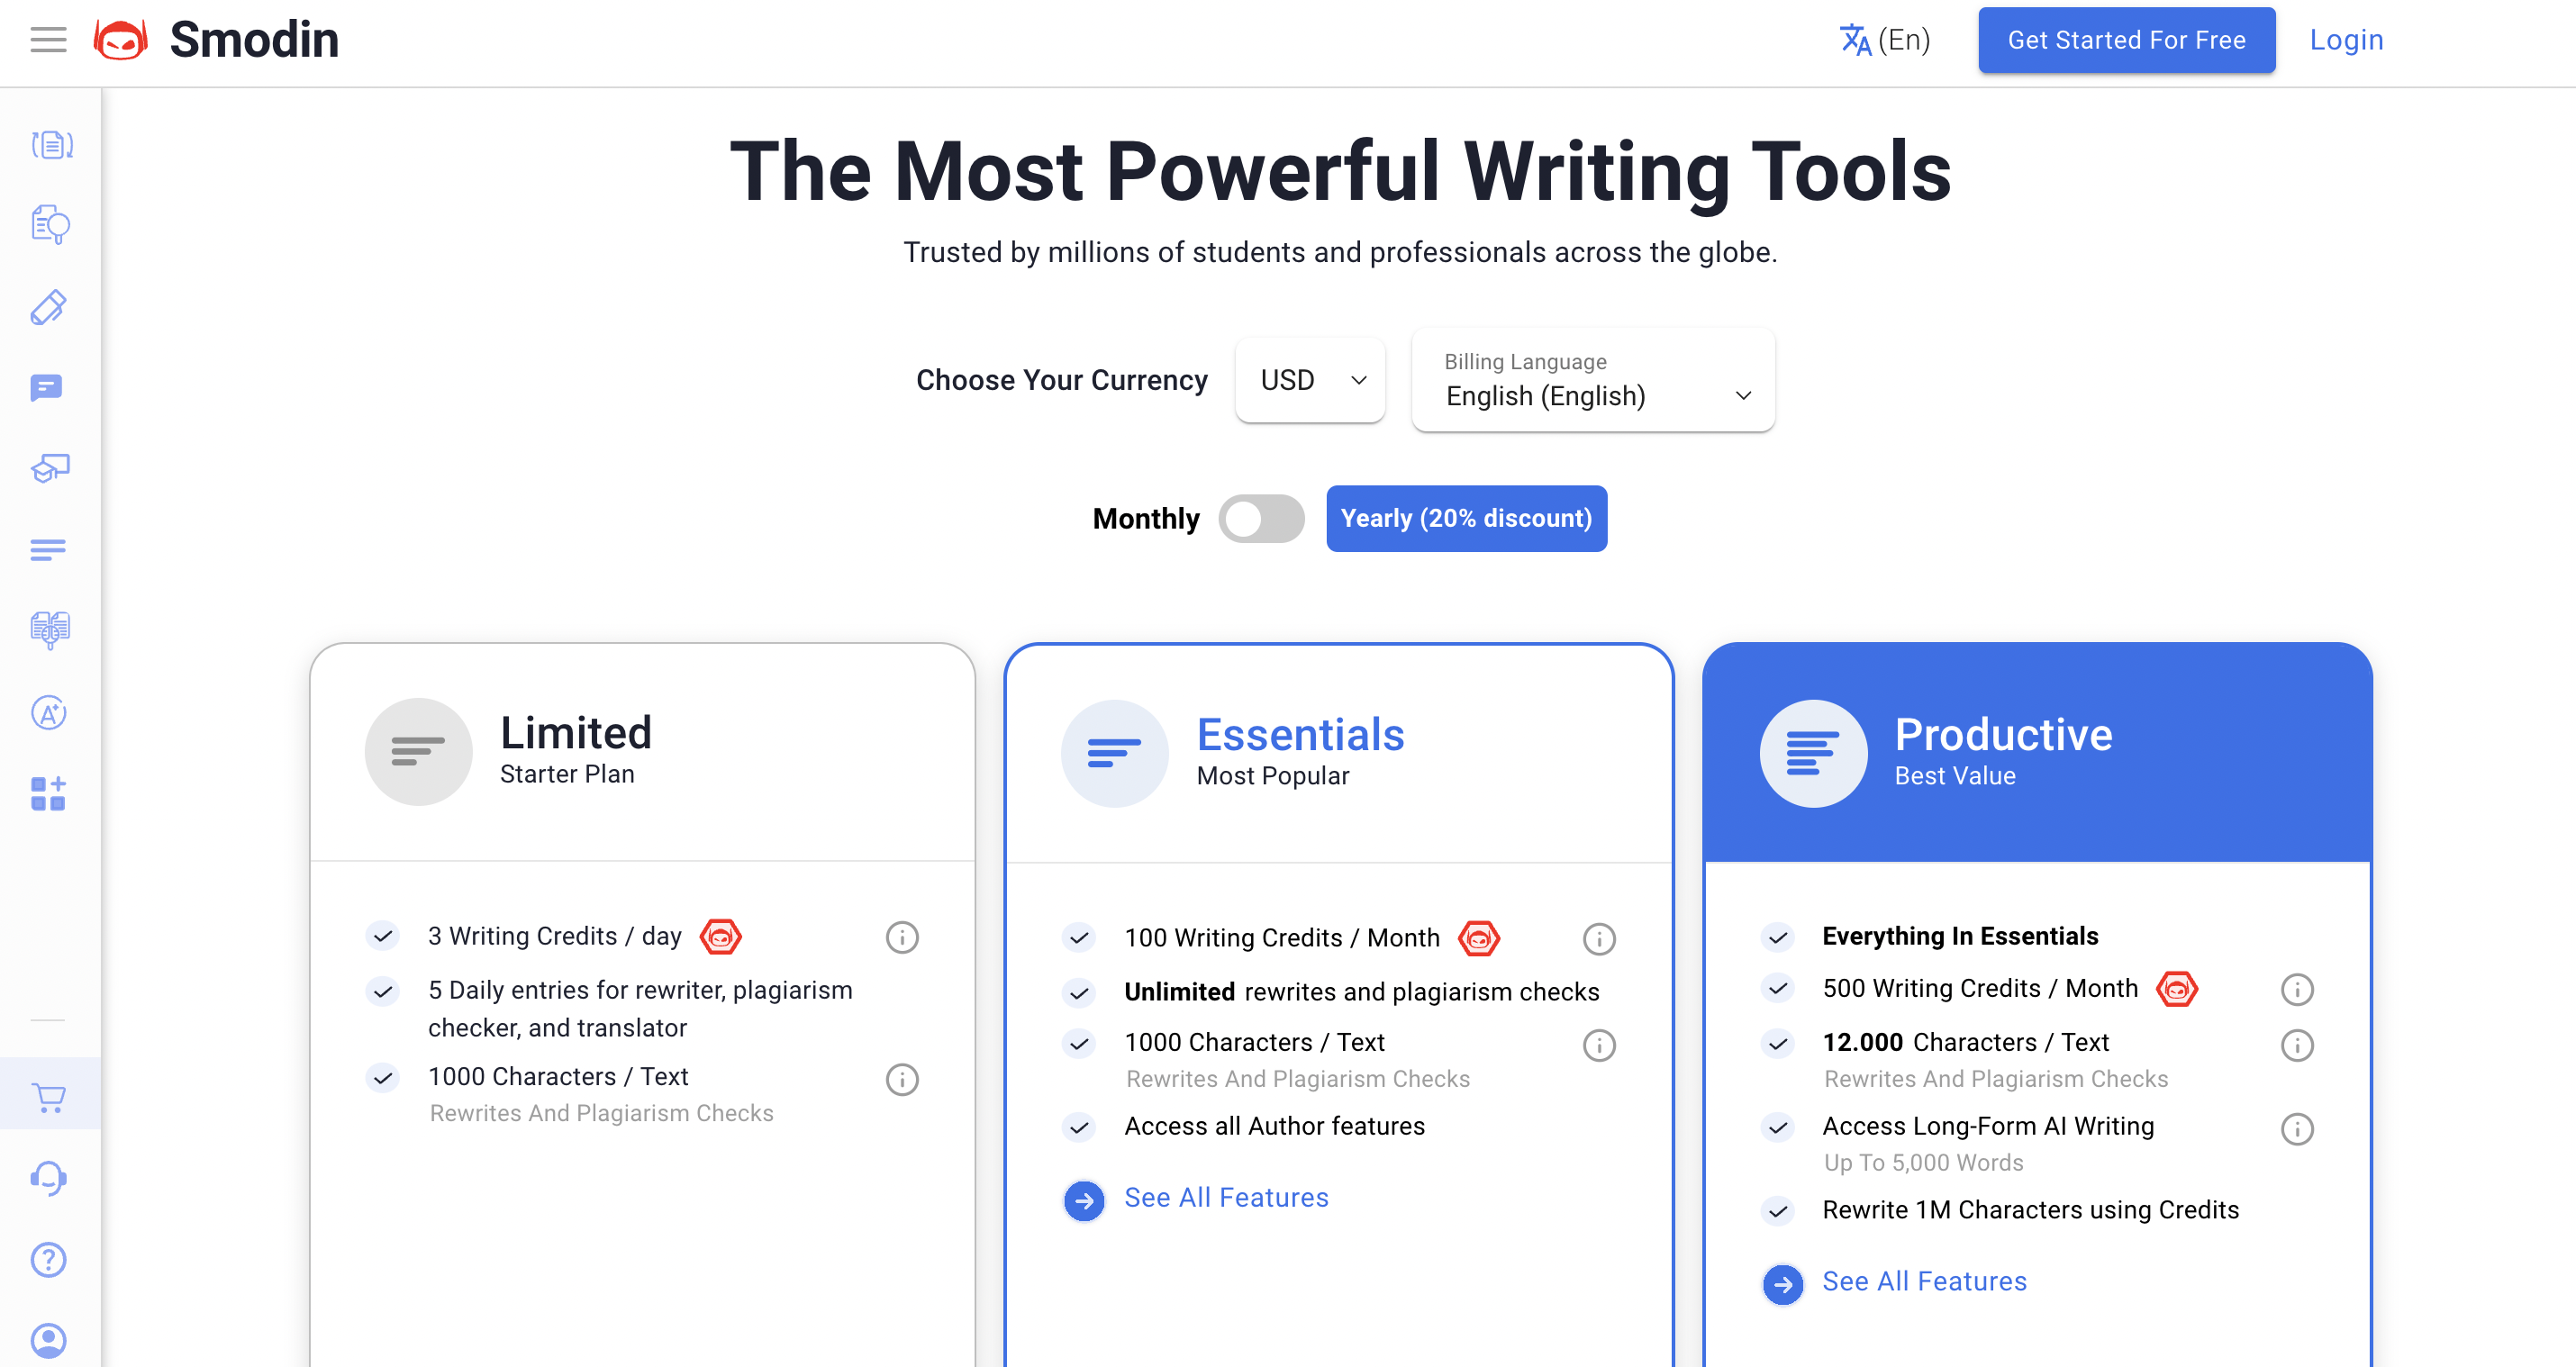 Smodin
(En)
Get Started For Free
Login
The Most Powerful Writing Tools
Trusted by millions of students and professionals across the globe.
Choose Your Currency
USD
Billing Language
English (English)
Monthly
Yearly (20% discount)
Limited
Starter Plan
3 Writing Credits / day
5 Daily entries for rewriter, plagiarism
checker, and translator
1000 Characters / Text
Rewrites And Plagiarism Checks
Essentials
Most Popular
100 Writing Credits / Month
Unlimited rewrites and plagiarism checks
1000 Characters / Text
Rewrites And Plagiarism Checks
Access all Author features
See All Features
Productive
Best Value
Everything In Essentials
500 Writing Credits / Month
12.000 Characters / Text
Rewrites And Plagiarism Checks
Access Long-Form AI Writing
Up To 5,000 Words
Rewrite 1M Characters using Credits
See All Features